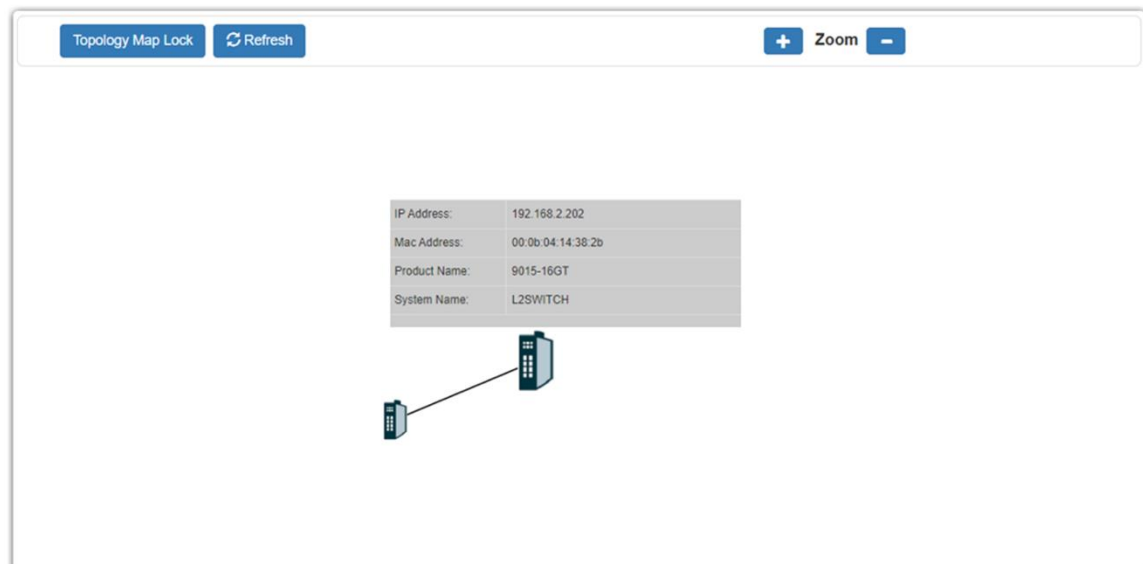 Topology Map Lock Refresh + Zoom -
IP Address: 192.168.2.202
Mac Address: 00:0b:04:14:38:2b
Product Name: 9015-16GT
System Name: L2SWITCH